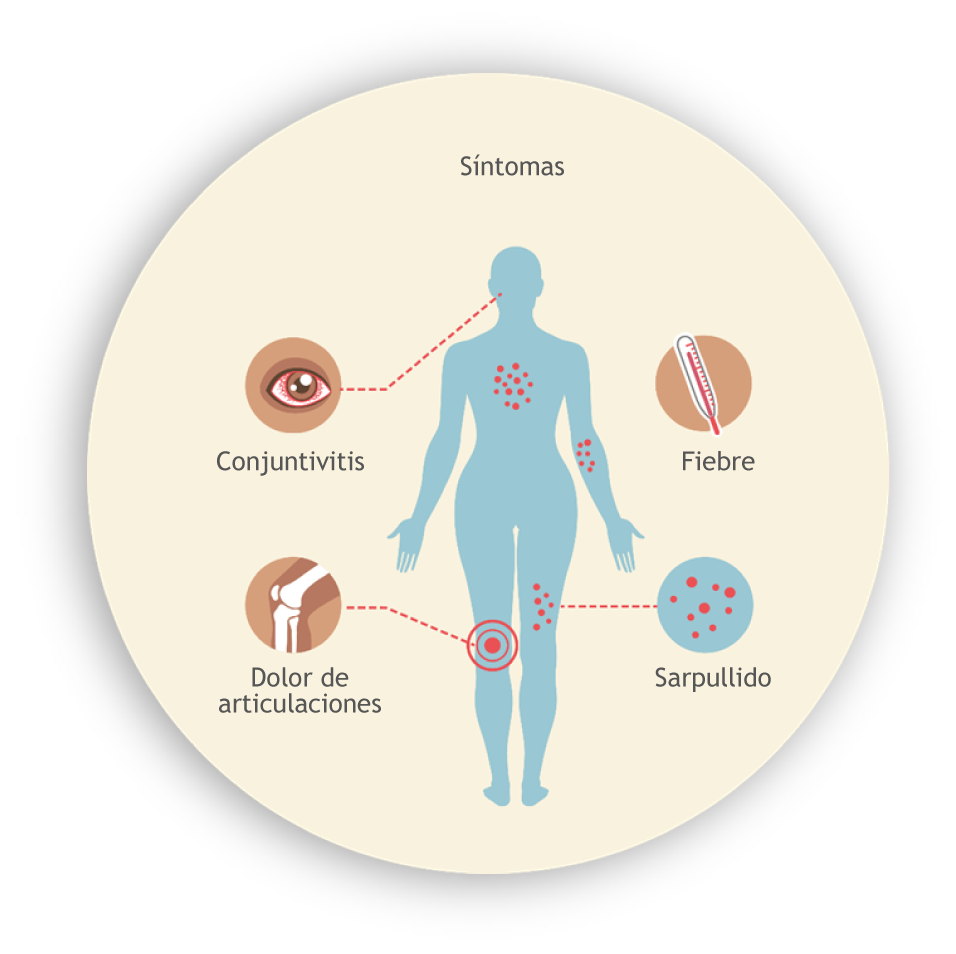 Síntomas
Conjuntivitis
Fiebre
Dolor de
articulaciones
Sarpullido